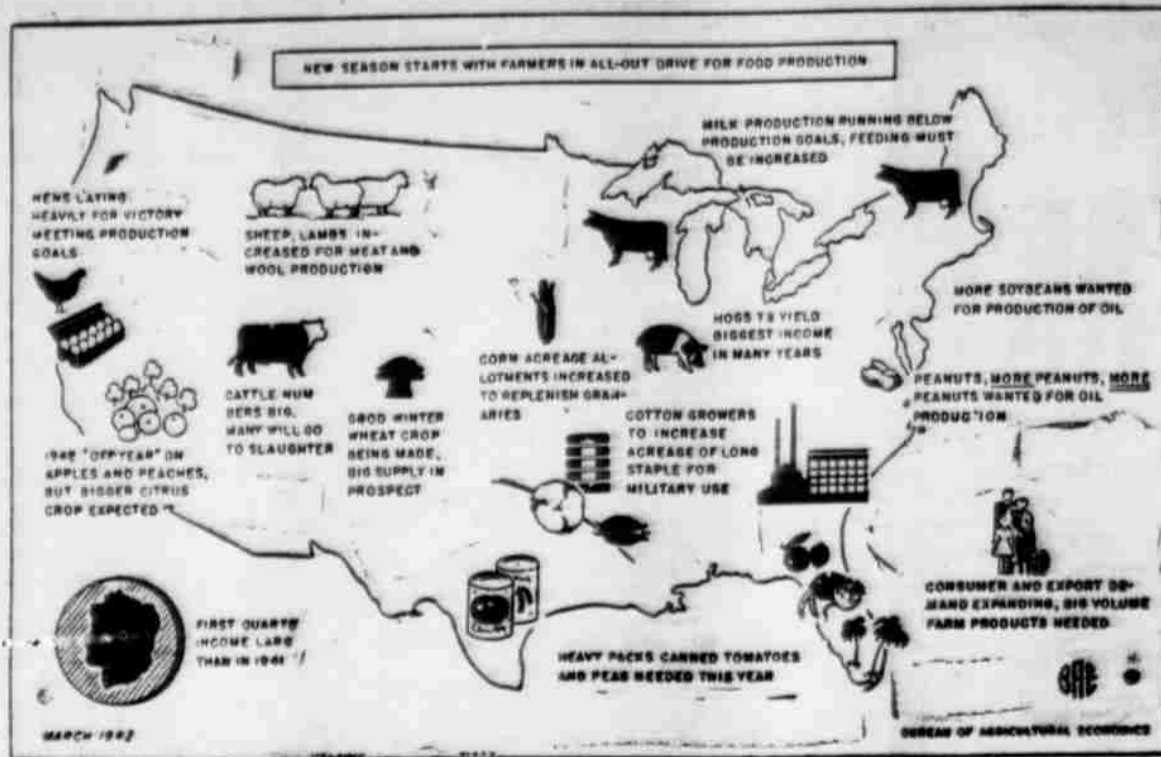 NEW SEASON STARTS WITH FARMERS IN ALL-OUT DRIVE FOR FOOD PRODUCTION
MILK PRODUCTION RUNNING BELOW
PRODUCTION GOALS, FEEDING MUST
BE INCREASED
HENS LAYING
HEAVILY FOR VICTORY
MEETING PRODUCTION
GOALS
SHEEP, LAMBS IN-
CREASED FOR MEAT AND
WOOL PRODUCTION
MORE SOYBEANS WANTED
FOR PRODUCTION OF OIL
HOGS TO YIELD
BIGGEST INCOME
IN MANY YEARS
CORN ACREAGE AL-
LOTMENTS INCREASED
TO REPLENISH GRAN-
ARIES
PEANUTS, MORE PEANUTS, MORE
PEANUTS WANTED FOR OIL
PRODUCTION
CATTLE NUM
BERS BIG,
MANY WILL GO
TO SLAUGHTER
GOOD WINTER
WHEAT CROP
BEING MADE,
BIG SUPPLY IN
PROSPECT
COTTON GROWERS
TO INCREASE
ACREAGE OF LONG
STAPLE FOR
MILITARY USE
1942 "OFF YEAR" ON
APPLES AND PEACHES,
BUT BIGGER CITRUS
CROP EXPECTED
CONSUMER AND EXPORT DE-
MAND EXPANDING, BIG VOLUME
FARM PRODUCTS NEEDED
FIRST QUARTE
INCOME LARG
THAN IN 1941
HEAVY PACKS CANNED TOMATOES
AND PEAS NEEDED THIS YEAR
BAE
MARCH 1942
BUREAU OF AGRICULTURAL ECONOMICS